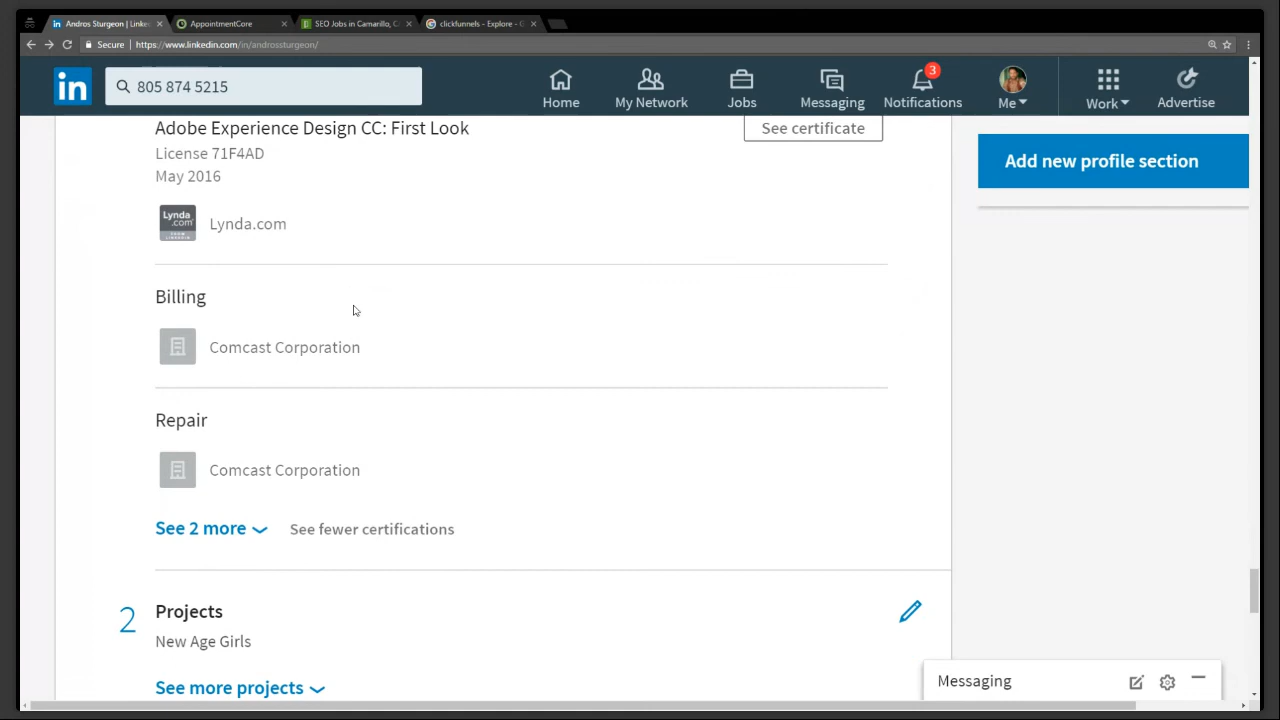 Andros Sturgeon | Linke
AppointmentCore
SEO Jobs in Camarillo, C
clickfunnels - Explore - G
Secure
https://www.linkedin.com/in/androssturgeon/
in
805 874 5215
Home
My Network
Jobs
Messaging
3
Notifications
Me
Work
Advertise
Adobe Experience Design CC: First Look
See certificate
License 71F4AD
May 2016
Add new profile section
Lynda
.com
Lynda.com
Billing
Comcast Corporation
Repair
Comcast Corporation
See 2 more
See fewer certifications
2
Projects
New Age Girls
See more projects
Messaging